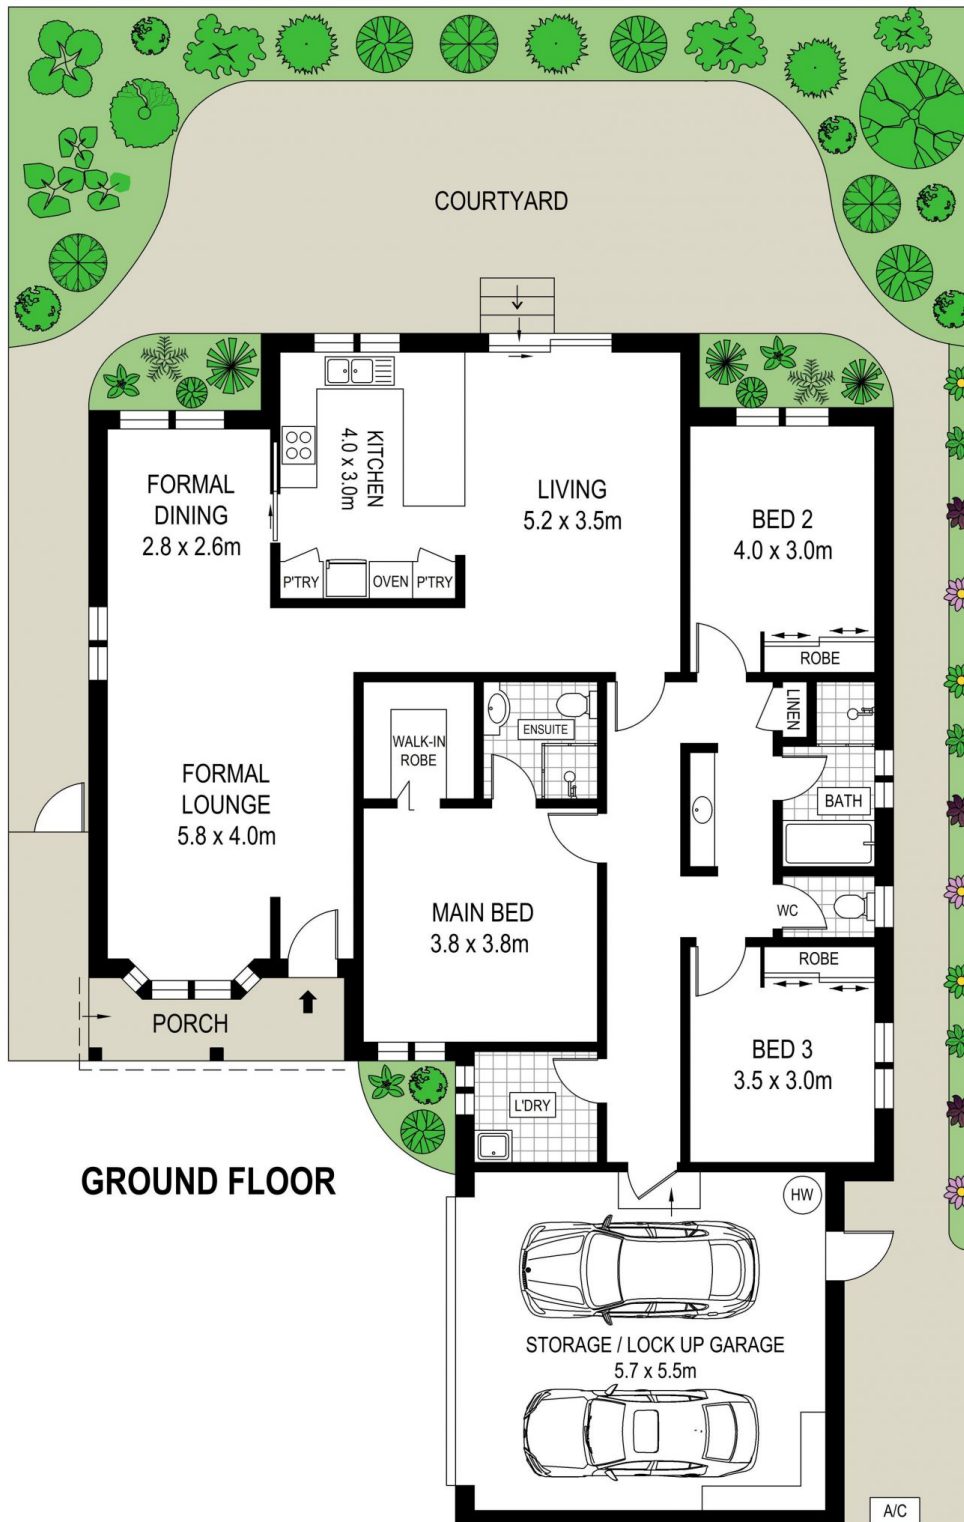 COURTYARD
KITCHEN
4.0 x 3.0m
FORMAL
DINING
2.8 x 2.6m
LIVING
5.2 x 3.5m
BED 2
4.0 x 3.0m
P'TRY
OVEN
P'TRY
ROBE
LINEN
WALK-IN
ROBE
ENSUITE
FORMAL
LOUNGE
5.8 x 4.0m
BATH
MAIN BED
3.8 x 3.8m
WC
ROBE
PORCH
BED 3
3.5 x 3.0m
L'DRY
GROUND FLOOR
HW
STORAGE / LOCK UP GARAGE
5.7 x 5.5m
A/C